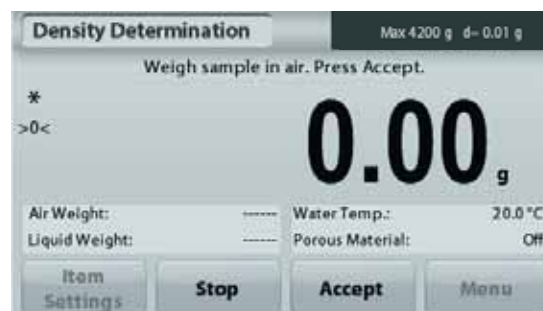 Density Determination
Max 4200 g d= 0.01 g
Weigh sample in air. Press Accept.
*
>0<
0.00 g
Air Weight: ------ Water Temp.: 20.0 °C
Liquid Weight: ------ Porous Material: Off
Item Settings Stop Accept Menu